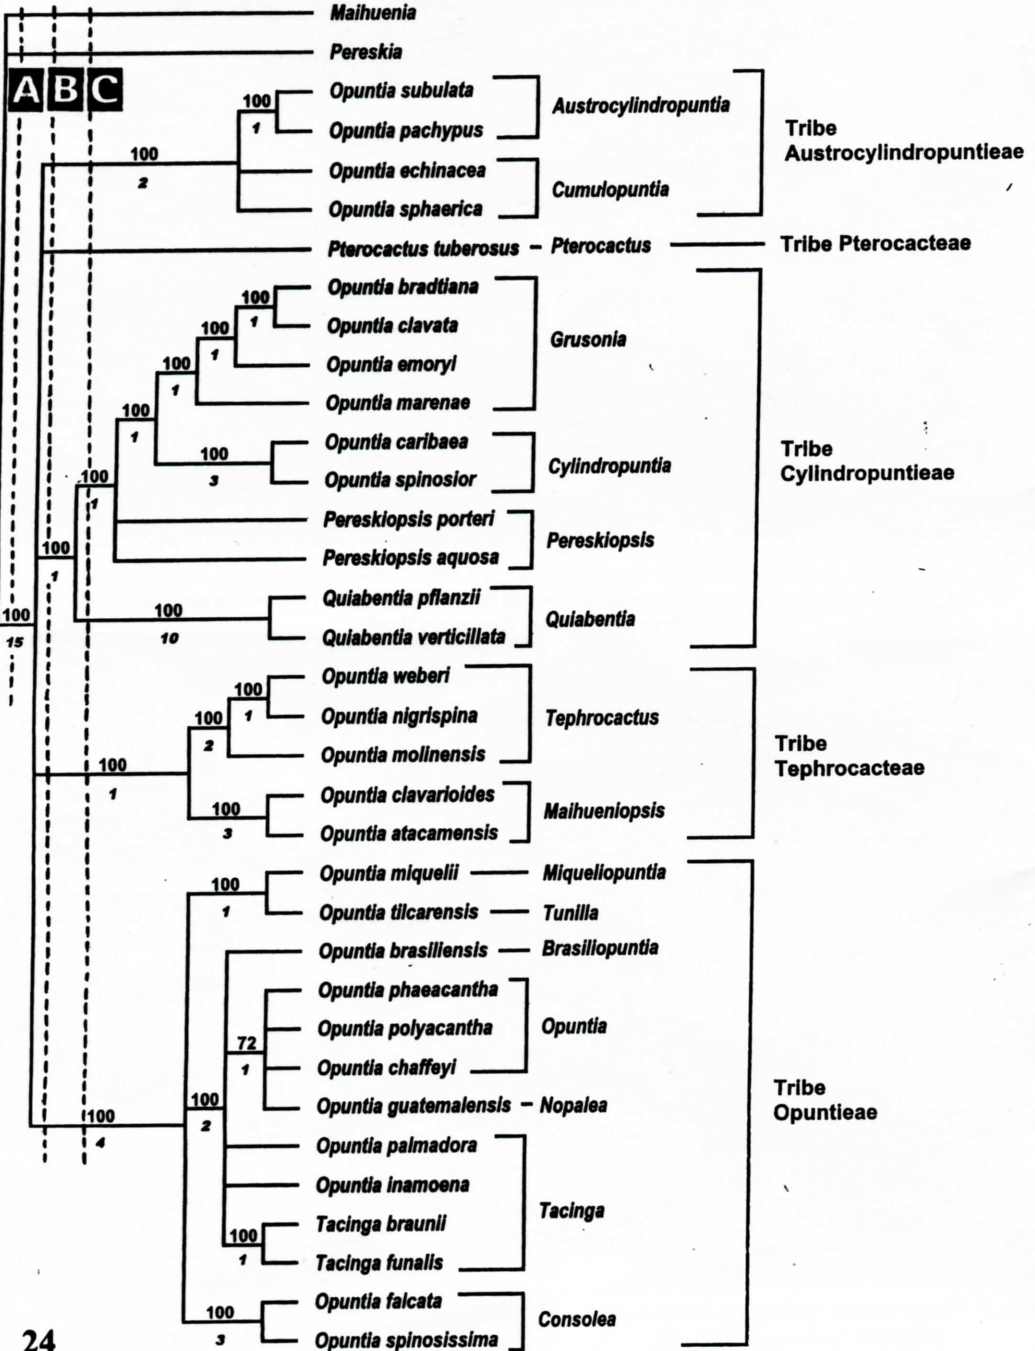 Maihuenia
Pereskia
A B C
100
1
Opuntia subulata
Opuntia pachypus
Austrocylindropuntia
100
2
Opuntia echinacea
Opuntia sphaerica
Cumulopuntia
Tribe
Austrocylindropuntieae
Pterocactus tuberosus – Pterocactus
Tribe Pterocacteae
100
1
Opuntia bradtiana
Opuntia clavata
100
1
Opuntia emoryi
100
1
Opuntia marenae
Grusonia
100
1
100
3
Opuntia caribaea
Opuntia spinosior
Cylindropuntia
100
1
Pereskiopsis porteri
Pereskiopsis aquosa
Pereskiopsis
100
1
100
10
Quiabentia pflanzii
Quiabentia verticillata
Quiabentia
Tribe
Cylindropuntieae
100
15
Opuntia weberi
100
1
Opuntia nigrispina
100
2
Opuntia molinensis
Tephrocactus
100
1
100
3
Opuntia clavarioides
Opuntia atacamensis
Maihueniopsis
Tribe
Tephrocacteae
100
1
Opuntia miquelii — Miqueliopuntia
Opuntia tilcarensis — Tunilla
Opuntia brasiliensis — Brasiliopuntia
Opuntia phaeacantha
Opuntia polyacantha
Opuntia chaffeyi
Opuntia
72
1
Opuntia guatemalensis – Nopalea
100
2
100
4
Opuntia palmadora
Opuntia inamoena
Tacinga braunii
Tacinga funalis
Tacinga
100
1
100
3
Opuntia falcata
Opuntia spinosissima
Consolea
Tribe
Opuntieae
24